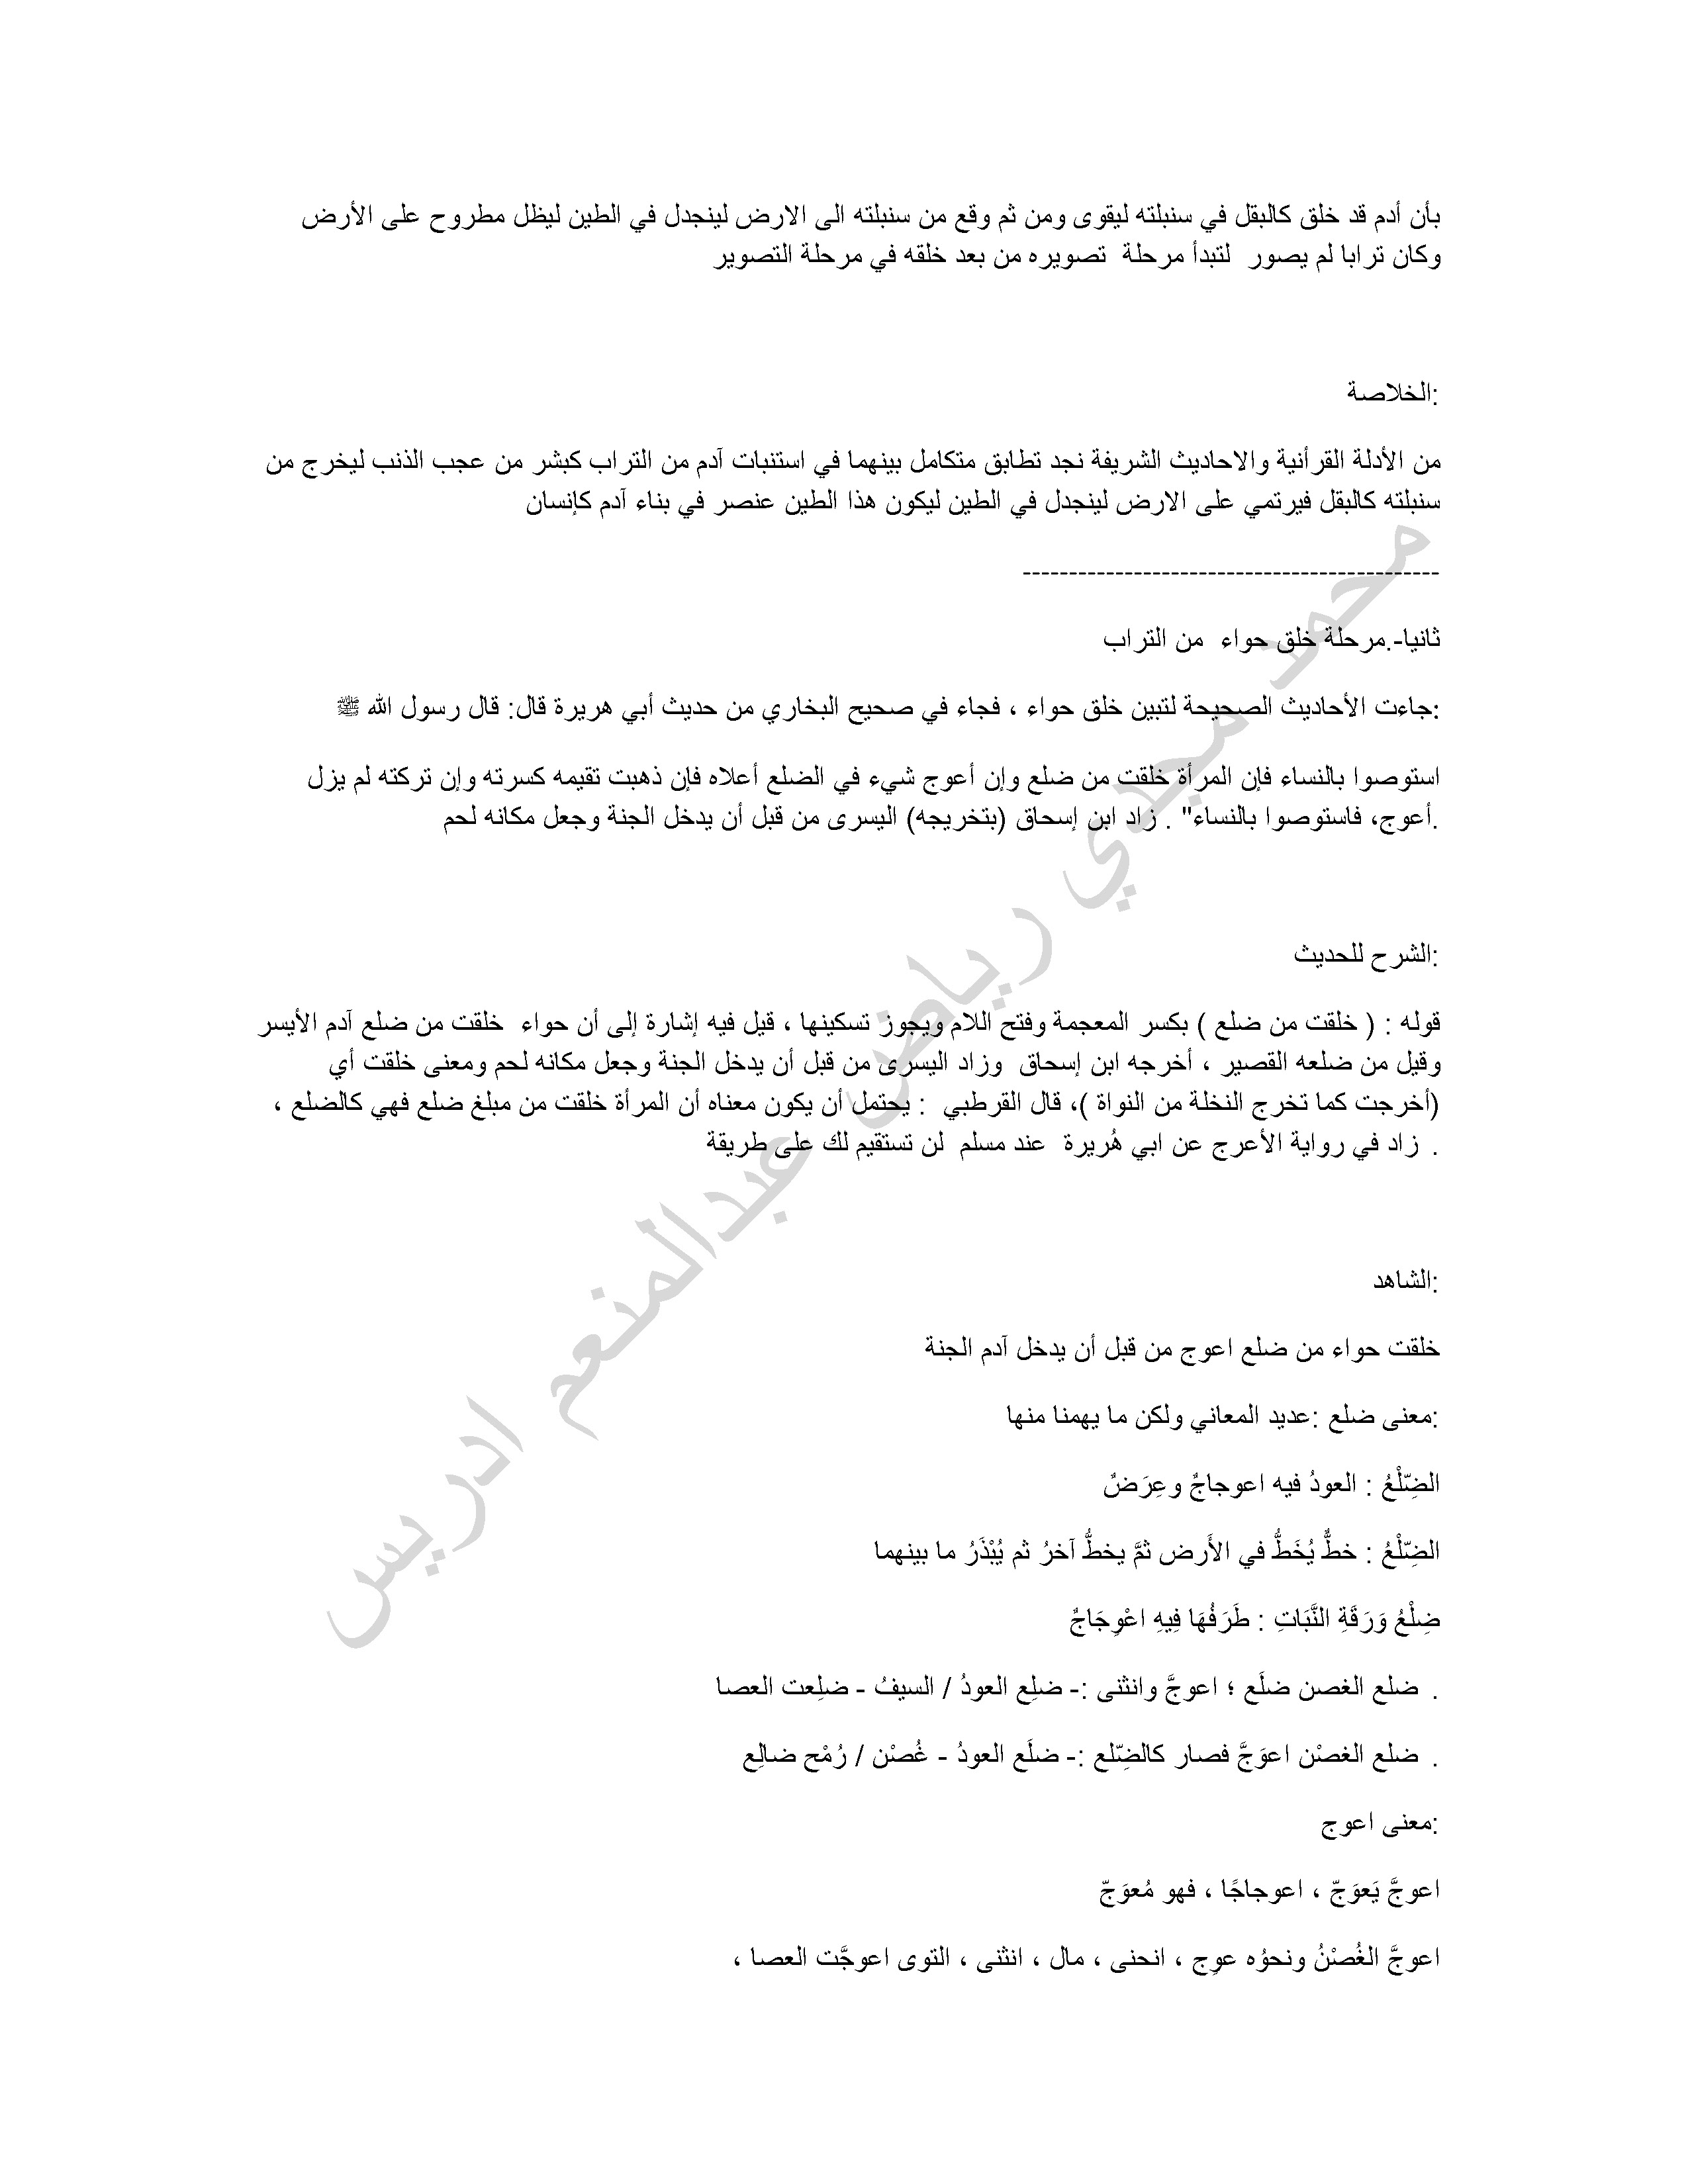 بأن أدم قد خلق كالبقل في سنبلته ليقوى ومن ثم وقع من سنبلته الى الارض لينجدل في الطين ليظل مطروح على الأرض
وكان ترابا لم يصور لتبدأ مرحلة تصويره من بعد خلقه في مرحلة التصوير
:الخلاصة
من الأدلة القرأنية والاحاديث الشريفة نجد تطابق متكامل بينهما في استنبات آدم من التراب كبشر من عجب الذنب ليخرج من
سنبلته كالبقل فيرتمي على الارض لينجدل في الطين ليكون هذا الطين عنصر في بناء آدم كإنسان
---------------------------------------------
ثانيا-.مرحلة خلق حواء من التراب
:جاءت الأحاديث الصحيحة لتبين خلق حواء ، فجاء في صحيح البخاري من حديث أبي هريرة قال: قال رسول الله ﷺ
استوصوا بالنساء فإن المرأة خلقت من ضلع وإن أعوج شيء في الضلع أعلاه فإن ذهبت تقيمه كسرته وإن تركته لم يزل
.أعوج، فاستوصوا بالنساء" . زاد ابن إسحاق (بتخريجه) اليسرى من قبل أن يدخل الجنة وجعل مكانه لحم
:الشرح للحديث
قوله : ( خلقت من ضلع ) بكسر المعجمة وفتح اللام ويجوز تسكينها ، قيل فيه إشارة إلى أن حواء خلقت من ضلع آدم الأيسر
وقيل من ضلعه القصير ، أخرجه ابن إسحاق وزاد اليسرى من قبل أن يدخل الجنة وجعل مكانه لحم ومعنى خلقت أي
(أخرجت كما تخرج النخلة من النواة )، قال القرطبي : يحتمل أن يكون معناه أن المرأة خلقت من مبلغ ضلع فهي كالضلع ،
. زاد في رواية الأعرج عن ابي هُريرة عند مسلم لن تستقيم لك على طريقة
:الشاهد
خلقت حواء من ضلع اعوج من قبل أن يدخل آدم الجنة
:معنى ضلع :عديد المعاني ولكن ما يهمنا منها
الضِّلْعُ : العودُ فيه اعوجاجٌ وعِرَضٌ
الضِّلْعُ : خطٌّ يُخَطُّ في الأَرض ثمَّ يخطُّ آخرُ ثم يُبْذَرُ ما بينهما
ضِلْعُ وَرَقَةِ النَّبَاتِ : طَرَفُهَا فِيهِ اعْوِجَاجٌ
. ضلع الغصن ضلَع ؛ اعوجَّ وانثنى :- ضلِع العودُ / السيفُ - ضلِعت العصا
. ضلع الغصْن اعوَجَّ فصار كالضِّلع :- ضلَع العودُ - غُصْن / رُمْح ضالِع
:معنى اعوج
اعوجَّ يَعوَجّ ، اعوجاجًا ، فهو مُعوَجّ
اعوجَّ الغُصْنُ ونحوُه عوِج ، انحنى ، مال ، انثنى ، التوى اعوجَّت العصا ،
محمد مجدي رياض عبدالمنعم ادريس